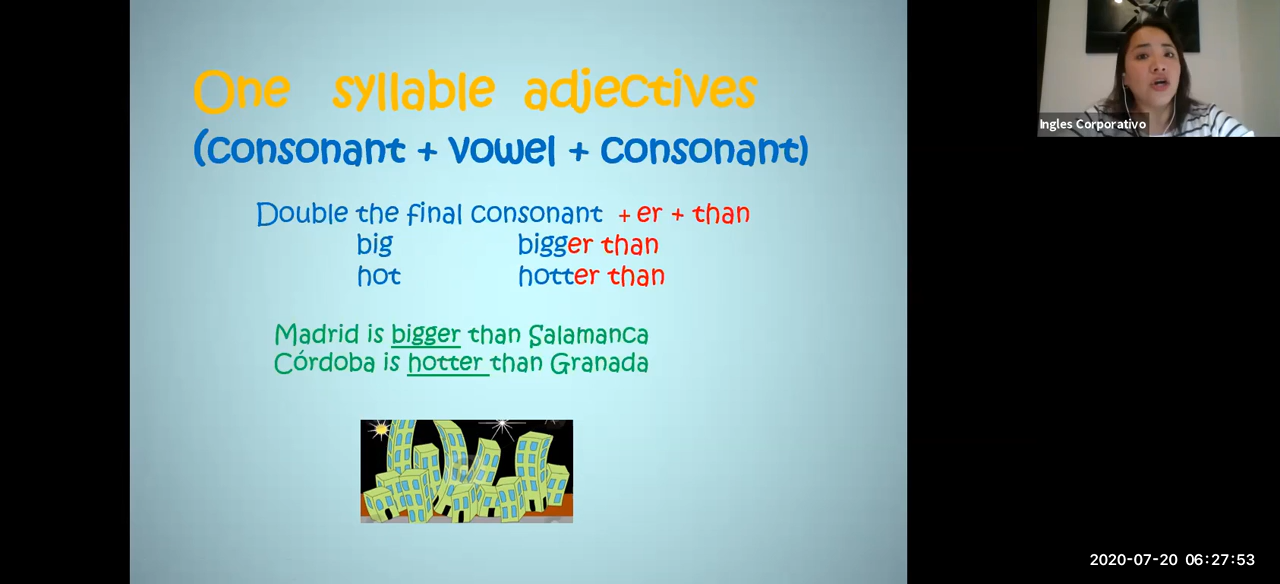 One syllable adjectives
(consonant + vowel + consonant)
Double the final consonant + er + than
big bigger than
hot hotter than
Madrid is bigger than Salamanca
Córdoba is hotter than Granada
Ingles Corporativo
2020-07-20 06:27:53